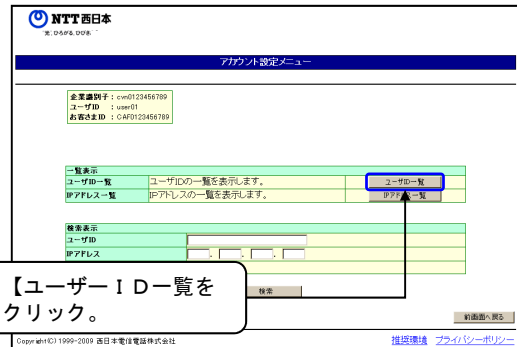 NTT西日本
光、ひろがる、ひびきあう。
アカウント設定メニュー
企業識別子：cvn0123456789
ユーザID ：user01
お客さまID ：CAF0123456789
一覧表示
ユーザID一覧 ユーザIDの一覧を表示します。 ユーザID一覧
IPアドレス一覧 IPアドレスの一覧を表示します。 IPアドレス一覧
検索表示
ユーザID
IPアドレス . . .
検索
【ユーザーＩＤ一覧を
クリック。
前画面へ戻る
Copyright(C) 1999-2009 西日本電信電話株式会社 推奨環境 プライバシーポリシー